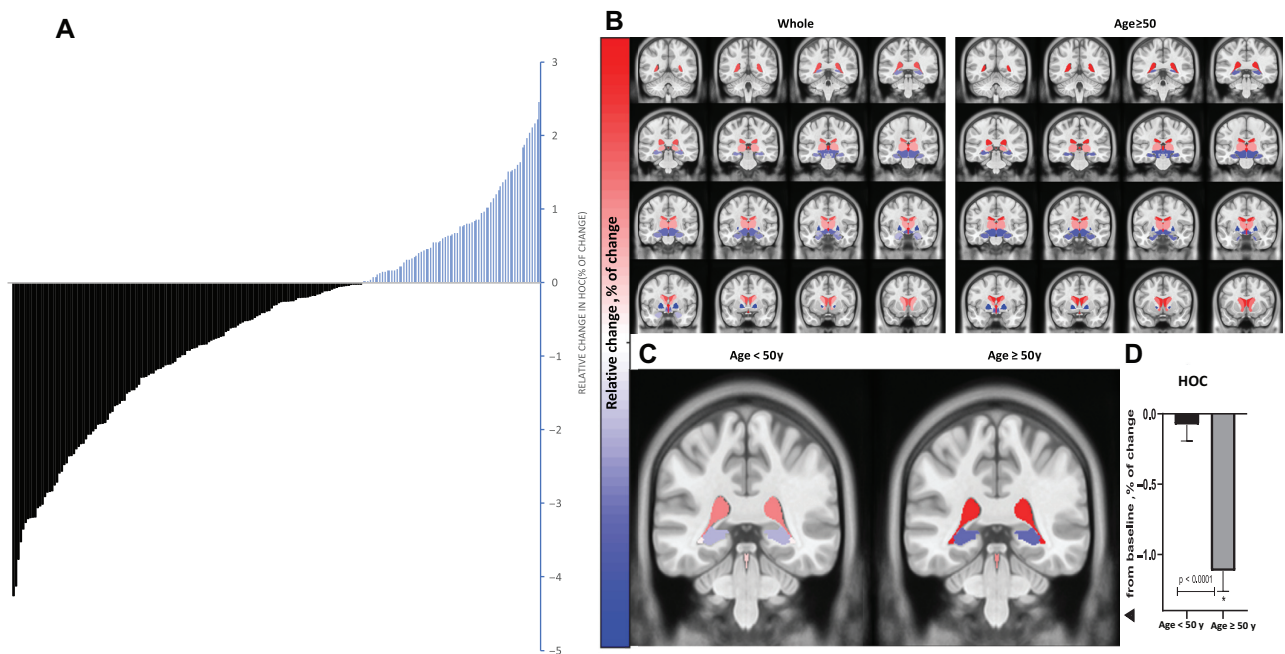 A
3
2
1
0
−1
−2
−3
−4
−5
RELATIVE CHANGE IN HOC(% OF CHANGE)
B
Whole
Age≥50
Relative change , % of change
C
Age < 50y
Age ≥ 50y
D
HOC
0.0
−0.5
−1.0
from baseline , % of change
p < 0.0001
*
Age < 50 y
Age ≥ 50 y